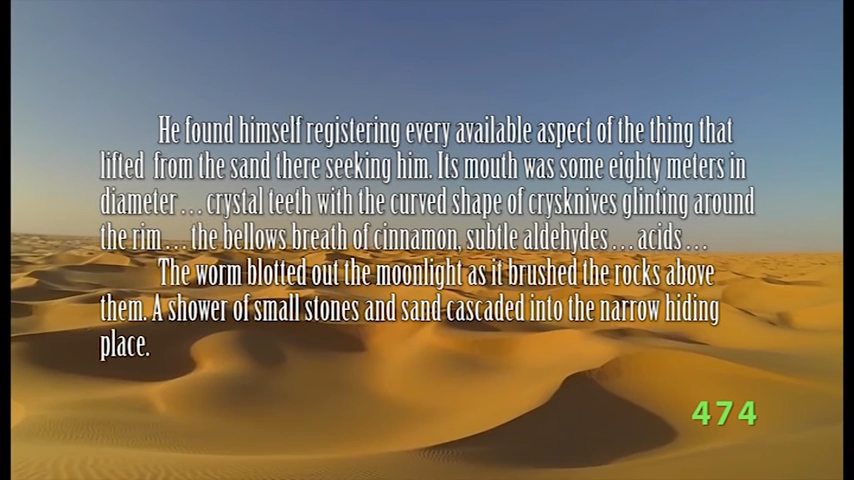 He found himself registering every available aspect of the thing that
lifted from the sand there seeking him. Its mouth was some eighty meters in
diameter . . . crystal teeth with the curved shape of crysknives glinting around
the rim . . . the bellows breath of cinnamon, subtle aldehydes . . . acids . . .
The worm blotted out the moonlight as it brushed the rocks above
them. A shower of small stones and sand cascaded into the narrow hiding
place.
474